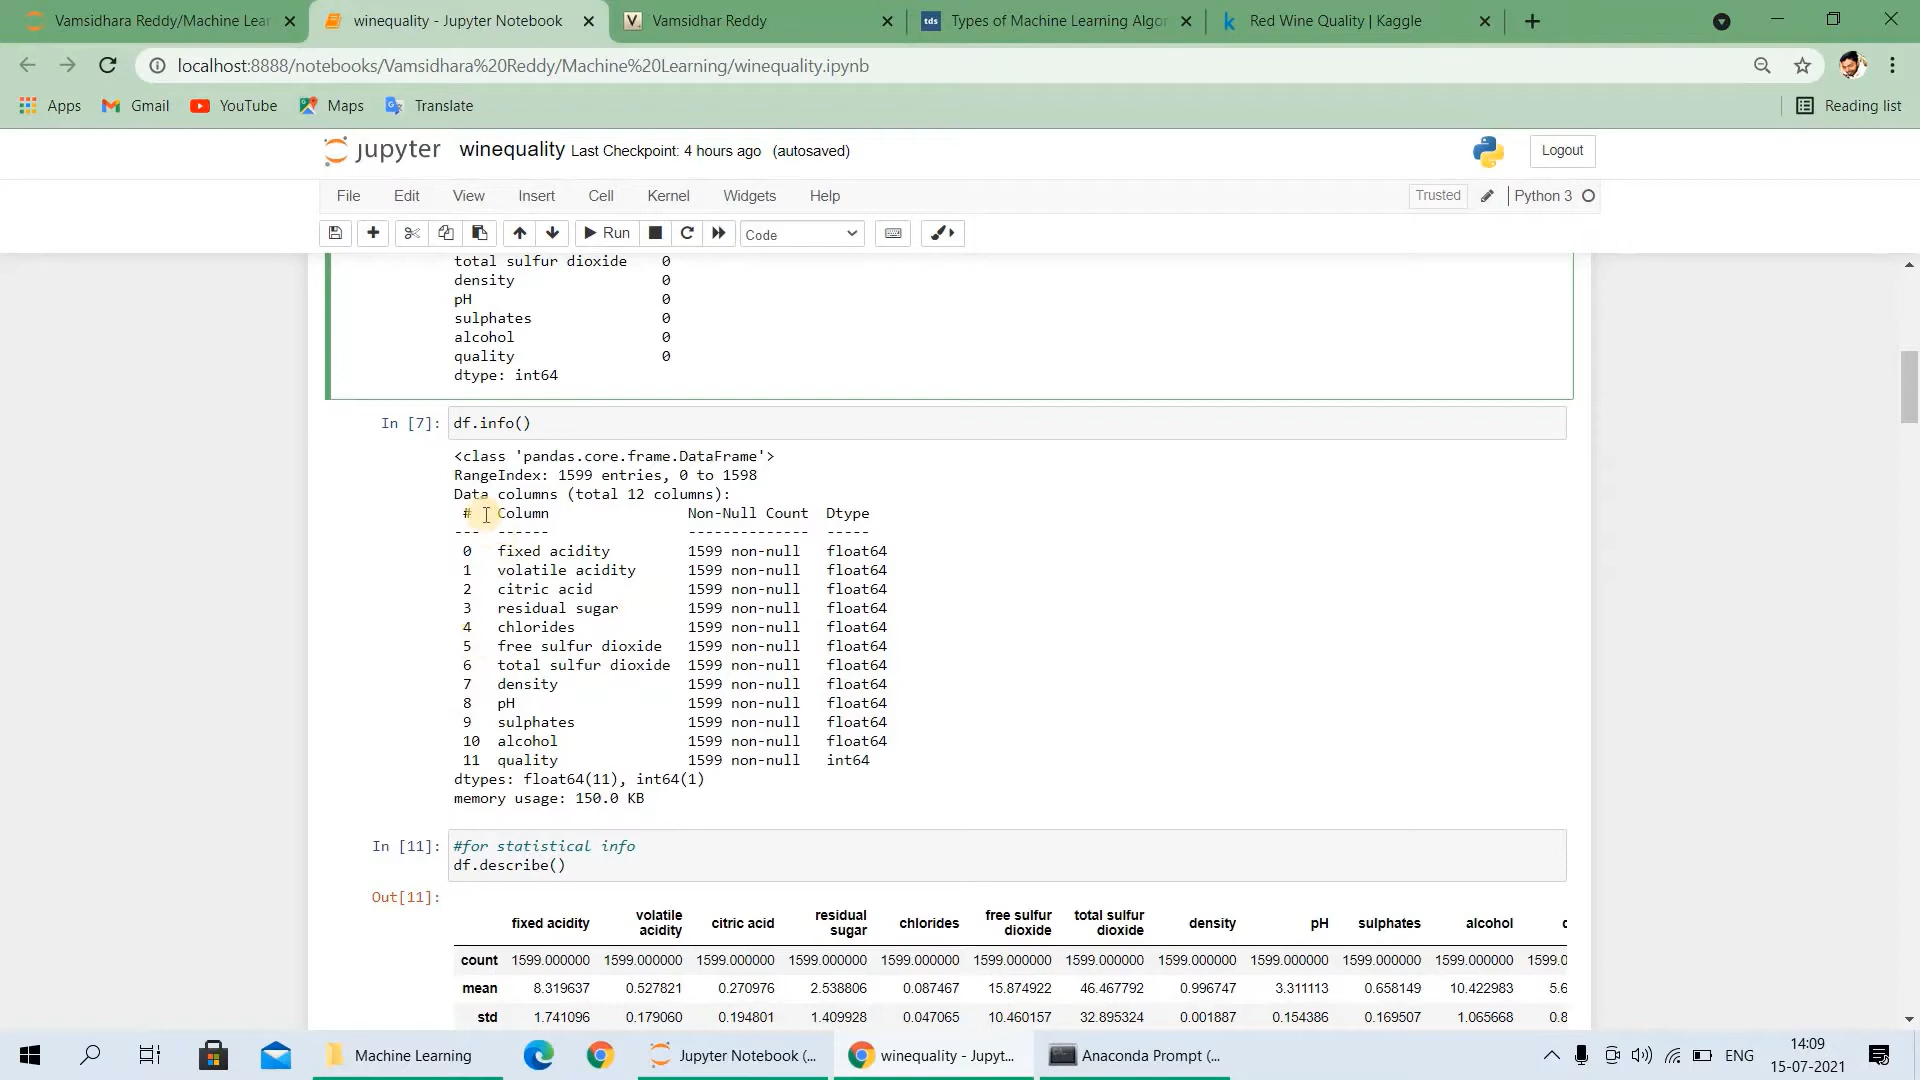 Vamsidhara Reddy/Machine Lear
winequality - Jupyter Notebook
Vamsidhar Reddy
tds
Types of Machine Learning Algor
Red Wine Quality | Kaggle
localhost:8888/notebooks/Vamsidhara%20Reddy/Machine%20Learning/winequality.ipynb
Apps
Gmail
YouTube
Maps
Translate
Reading list
jupyter
winequality Last Checkpoint: 4 hours ago (autosaved)
Logout
File
Edit
View
Insert
Cell
Kernel
Widgets
Help
Trusted
Python 3
Run
Code
total sulfur dioxide 0
density 0
pH 0
sulphates 0
alcohol 0
quality 0
dtype: int64
In [7]: df.info()
<class 'pandas.core.frame.DataFrame'>
RangeIndex: 1599 entries, 0 to 1598
Data columns (total 12 columns):
# Column Non-Null Count Dtype
--- ------ -------------- -----
0 fixed acidity 1599 non-null float64
1 volatile acidity 1599 non-null float64
2 citric acid 1599 non-null float64
3 residual sugar 1599 non-null float64
4 chlorides 1599 non-null float64
5 free sulfur dioxide 1599 non-null float64
6 total sulfur dioxide 1599 non-null float64
7 density 1599 non-null float64
8 pH 1599 non-null float64
9 sulphates 1599 non-null float64
10 alcohol 1599 non-null float64
11 quality 1599 non-null int64
dtypes: float64(11), int64(1)
memory usage: 150.0 KB
In [11]: #for statistical info
df.describe()
Out[11]:
fixed acidity volatile acidity citric acid residual sugar chlorides free sulfur dioxide total sulfur dioxide density pH sulphates alcohol
count 1599.000000 1599.000000 1599.000000 1599.000000 1599.000000 1599.000000 1599.000000 1599.000000 1599.000000 1599.000000 1599.000000 1599.0
mean 8.319637 0.527821 0.270976 2.538806 0.087467 15.874922 46.467792 0.996747 3.311113 0.658149 10.422983 5.6
std 1.741096 0.179060 0.194801 1.409928 0.047065 10.460157 32.895324 0.001887 0.154386 0.169507 1.065668 0.8
Machine Learning
Jupyter Notebook (...
winequality - Jupyt...
Anaconda Prompt (...
ENG
14:09
15-07-2021